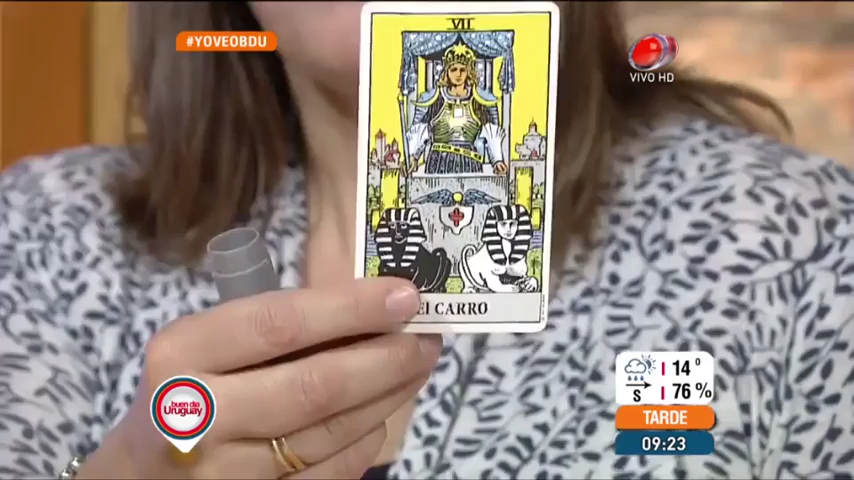 #YOVEOBDU
VII
VIVO HD
El CARRO
buen día
Uruguay
14°
S 76%
TARDE
09:23